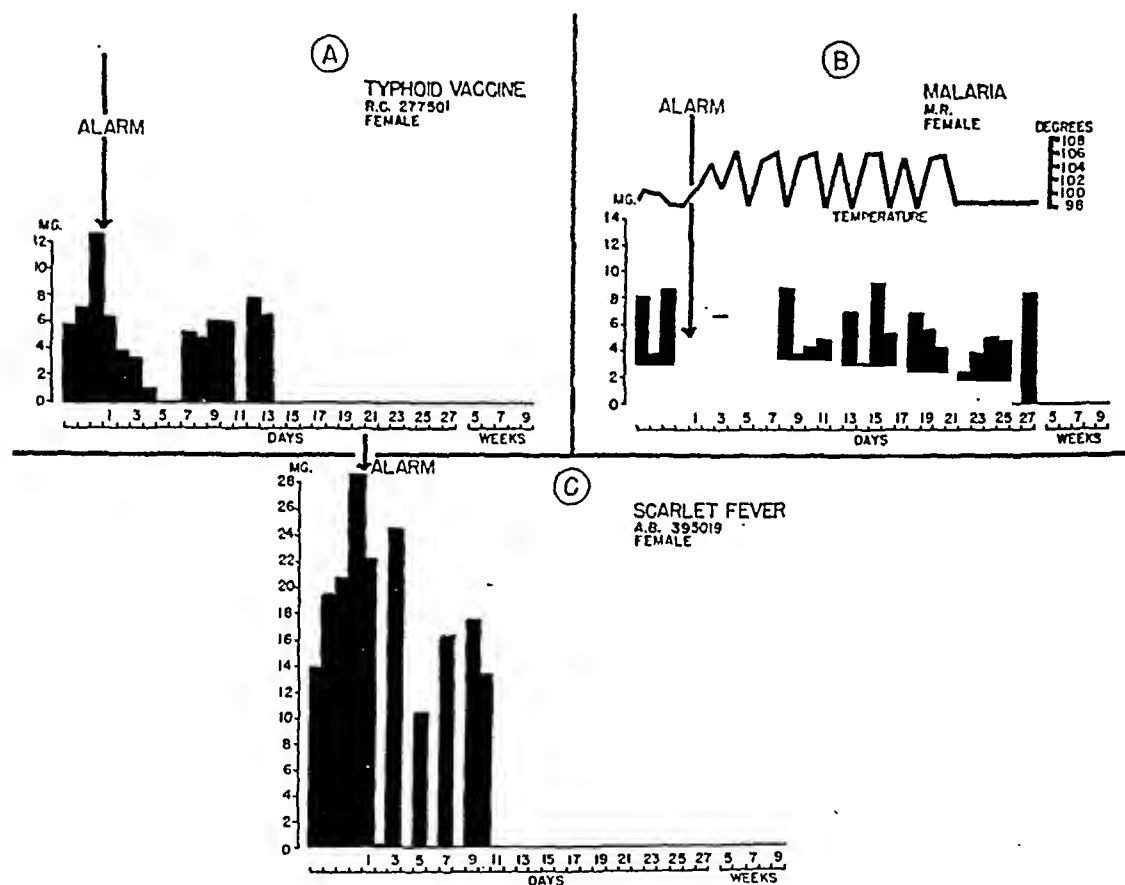 A
TYPHOID VACCINE
R.C. 277501
FEMALE
ALARM
MG.
12
10
8
6
4
2
0
1 3 5 7 9 11 13 15 17 19 21 23 25 27 5 7 9
DAYS WEEKS
B
MALARIA
M.R.
FEMALE
ALARM
DEGREES
108
106
104
102
100
98
TEMPERATURE
MG.
14
12
10
8
6
4
2
0
1 3 5 7 9 11 13 15 17 19 21 23 25 27 5 7 9
DAYS WEEKS
C
SCARLET FEVER
A.B. 395019
FEMALE
ALARM
MG.
28
26
24
22
20
18
16
14
12
10
8
6
4
2
0
1 3 5 7 9 11 13 15 17 19 21 23 25 27 5 7 9
DAYS WEEKS